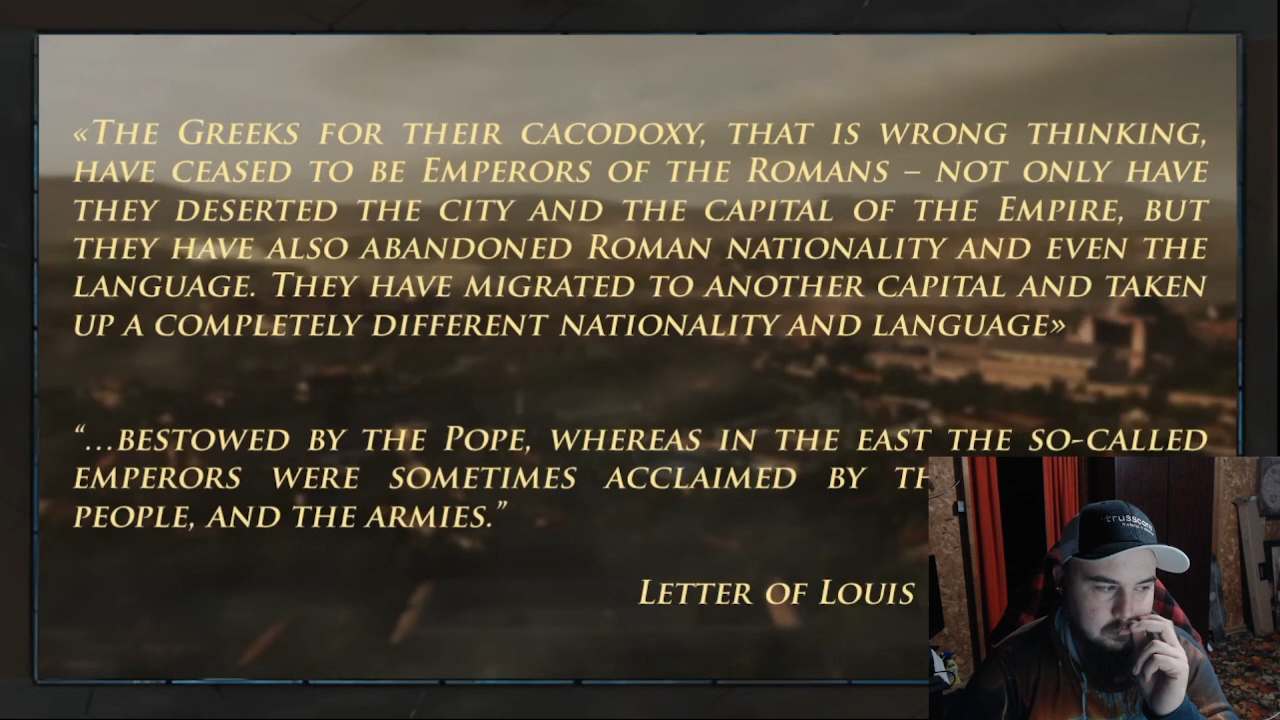 «The Greeks for their cacodoxy, that is wrong thinking,
have ceased to be Emperors of the Romans – not only have
they deserted the city and the capital of the Empire, but
they have also abandoned Roman nationality and even the
language. They have migrated to another capital and taken
up a completely different nationality and language»
“…bestowed by the Pope, whereas in the east the so-called
emperors were sometimes acclaimed by
people, and the armies.”
Letter of Louis